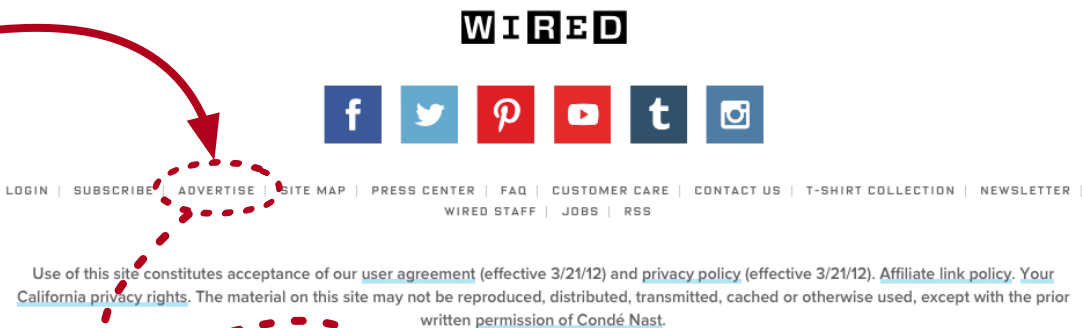 WIRED
LOGIN | SUBSCRIBE | ADVERTISE | SITE MAP | PRESS CENTER | FAQ | CUSTOMER CARE | CONTACT US | T-SHIRT COLLECTION | NEWSLETTER |
WIRED STAFF | JOBS | RSS
Use of this site constitutes acceptance of our user agreement (effective 3/21/12) and privacy policy (effective 3/21/12). Affiliate link policy. Your
California privacy rights. The material on this site may not be reproduced, distributed, transmitted, cached or otherwise used, except with the prior
written permission of Condé Nast.